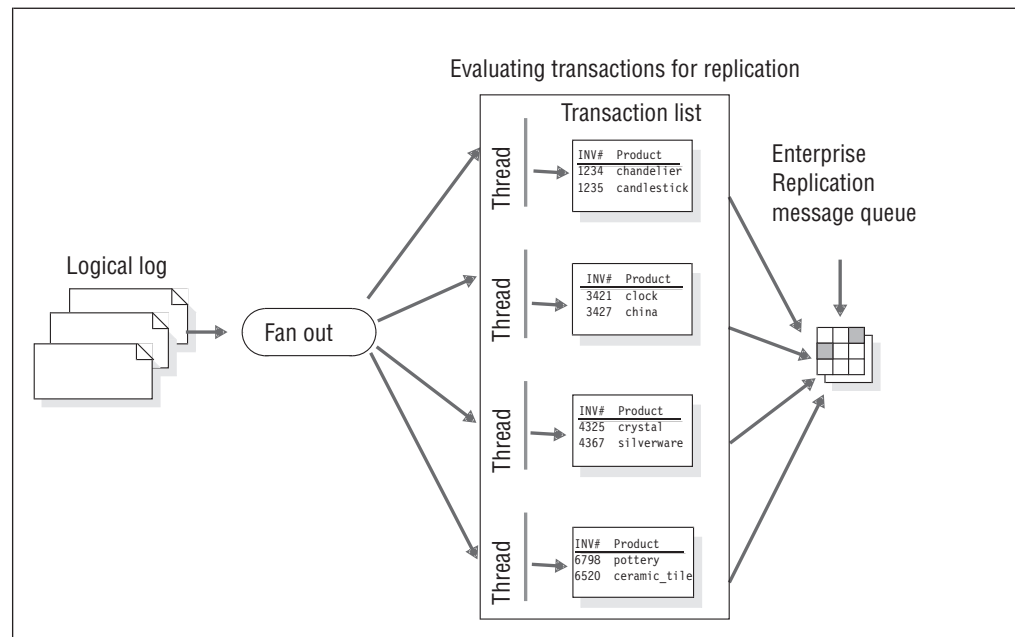 Evaluating transactions for replication
Transaction list
Thread
INV# Product
1234 chandelier
1235 candlestick
Enterprise
Replication
message queue
Logical log
Fan out
Thread
INV# Product
3421 clock
3427 china
Thread
INV# Product
4325 crystal
4367 silverware
Thread
INV# Product
6798 pottery
6520 ceramic_tile